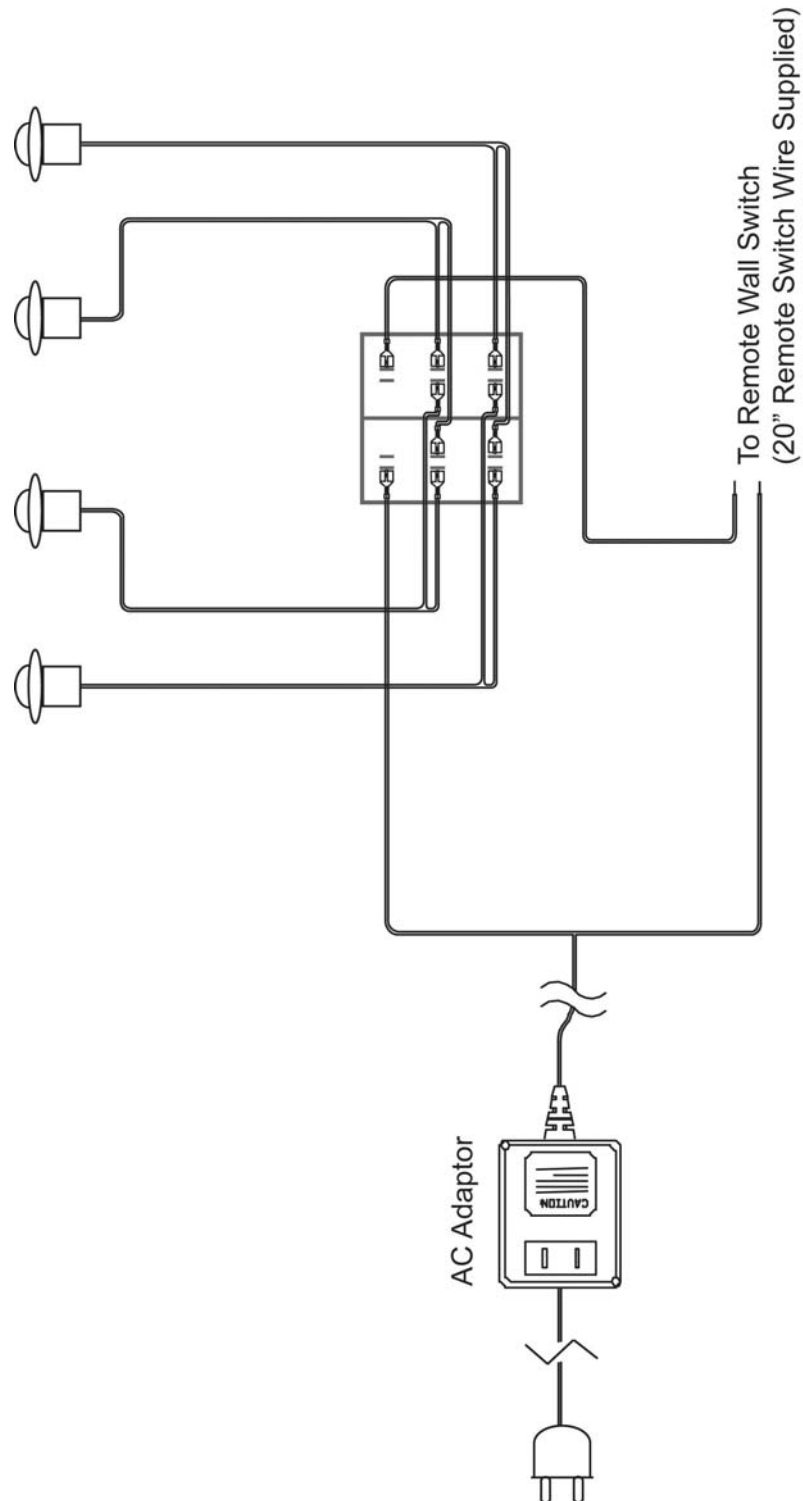 To Remote Wall Switch
(20” Remote Switch Wire Supplied)
AC Adaptor
CAUTION